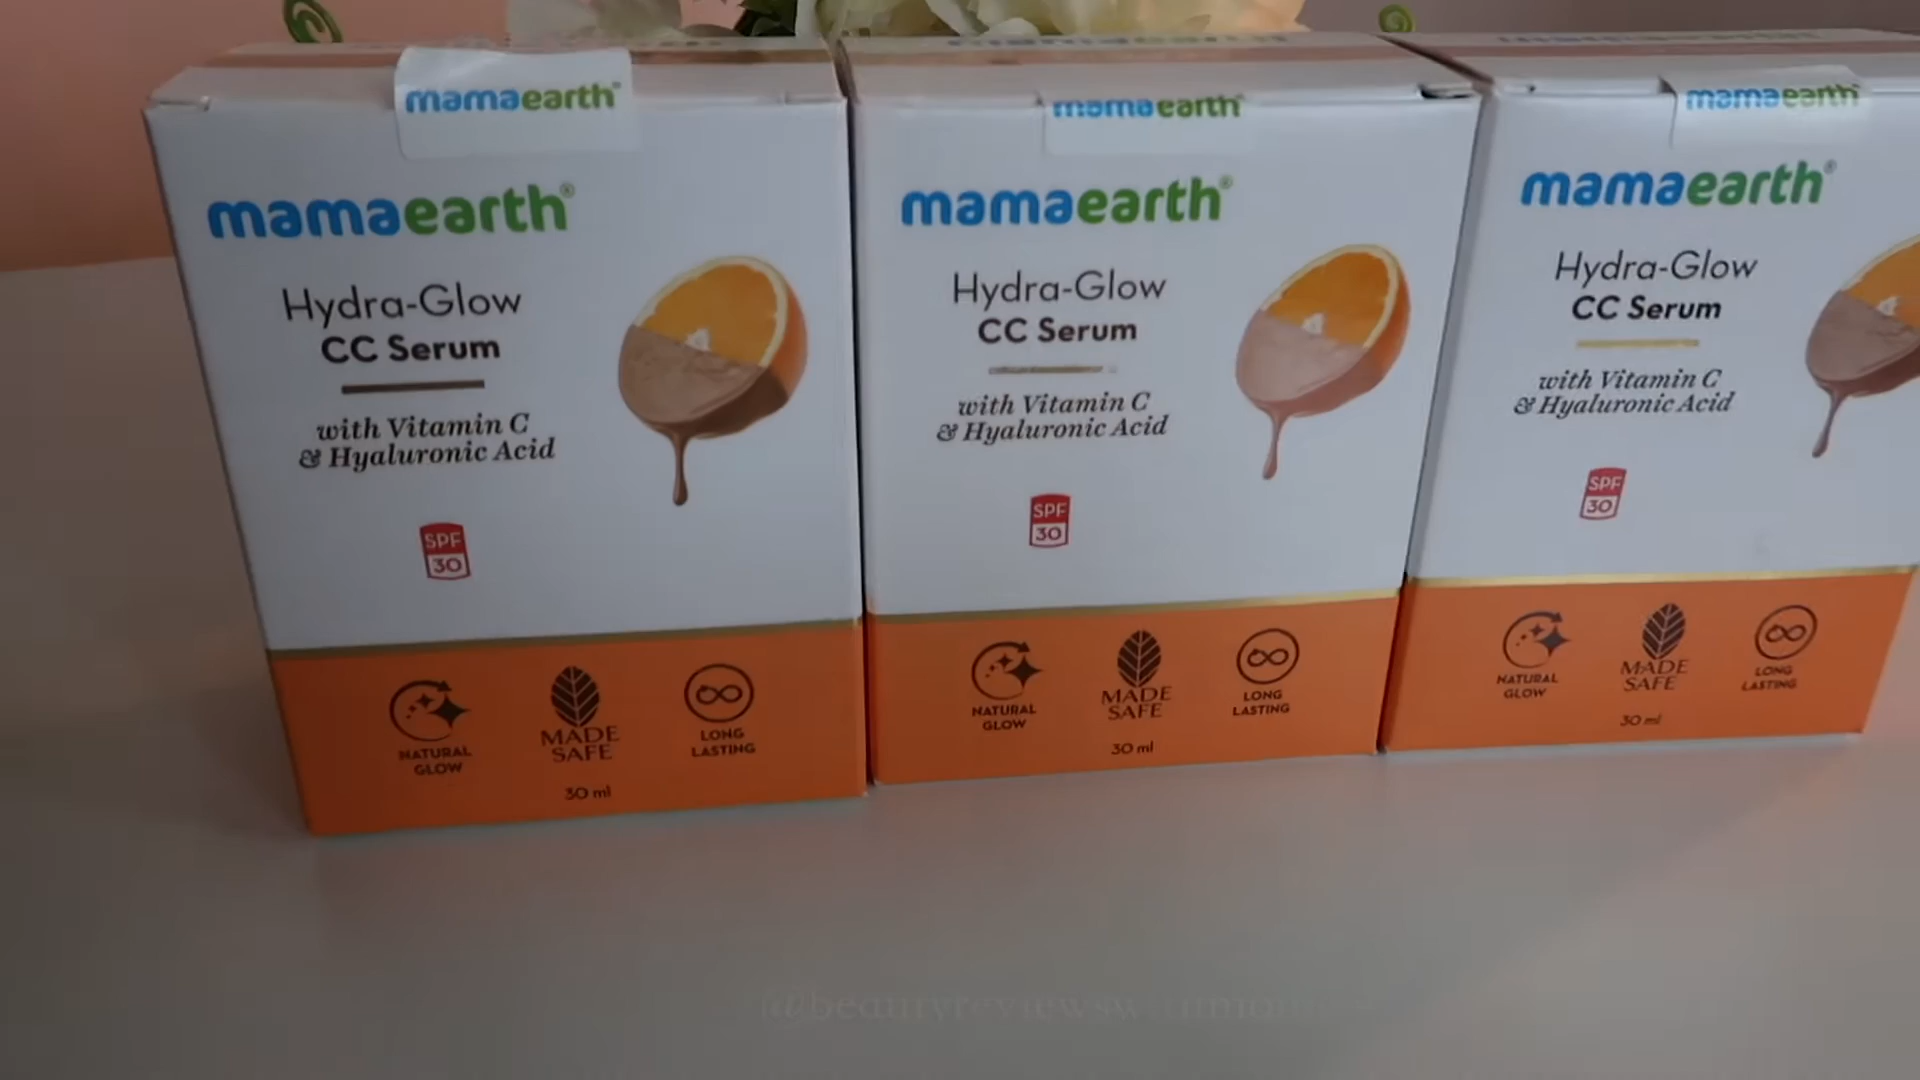 mamaearth®
mamaearth®
Hydra-Glow
CC Serum
with Vitamin C
& Hyaluronic Acid
SPF
30
NATURAL
GLOW
MADE
SAFE
LONG
LASTING
30 ml
mamaearth®
mamaearth®
Hydra-Glow
CC Serum
with Vitamin C
& Hyaluronic Acid
SPF
30
NATURAL
GLOW
MADE
SAFE
LONG
LASTING
30 ml
mamaearth®
mamaearth®
Hydra-Glow
CC Serum
with Vitamin C
& Hyaluronic Acid
SPF
30
NATURAL
GLOW
MADE
SAFE
LONG
LASTING
30 ml